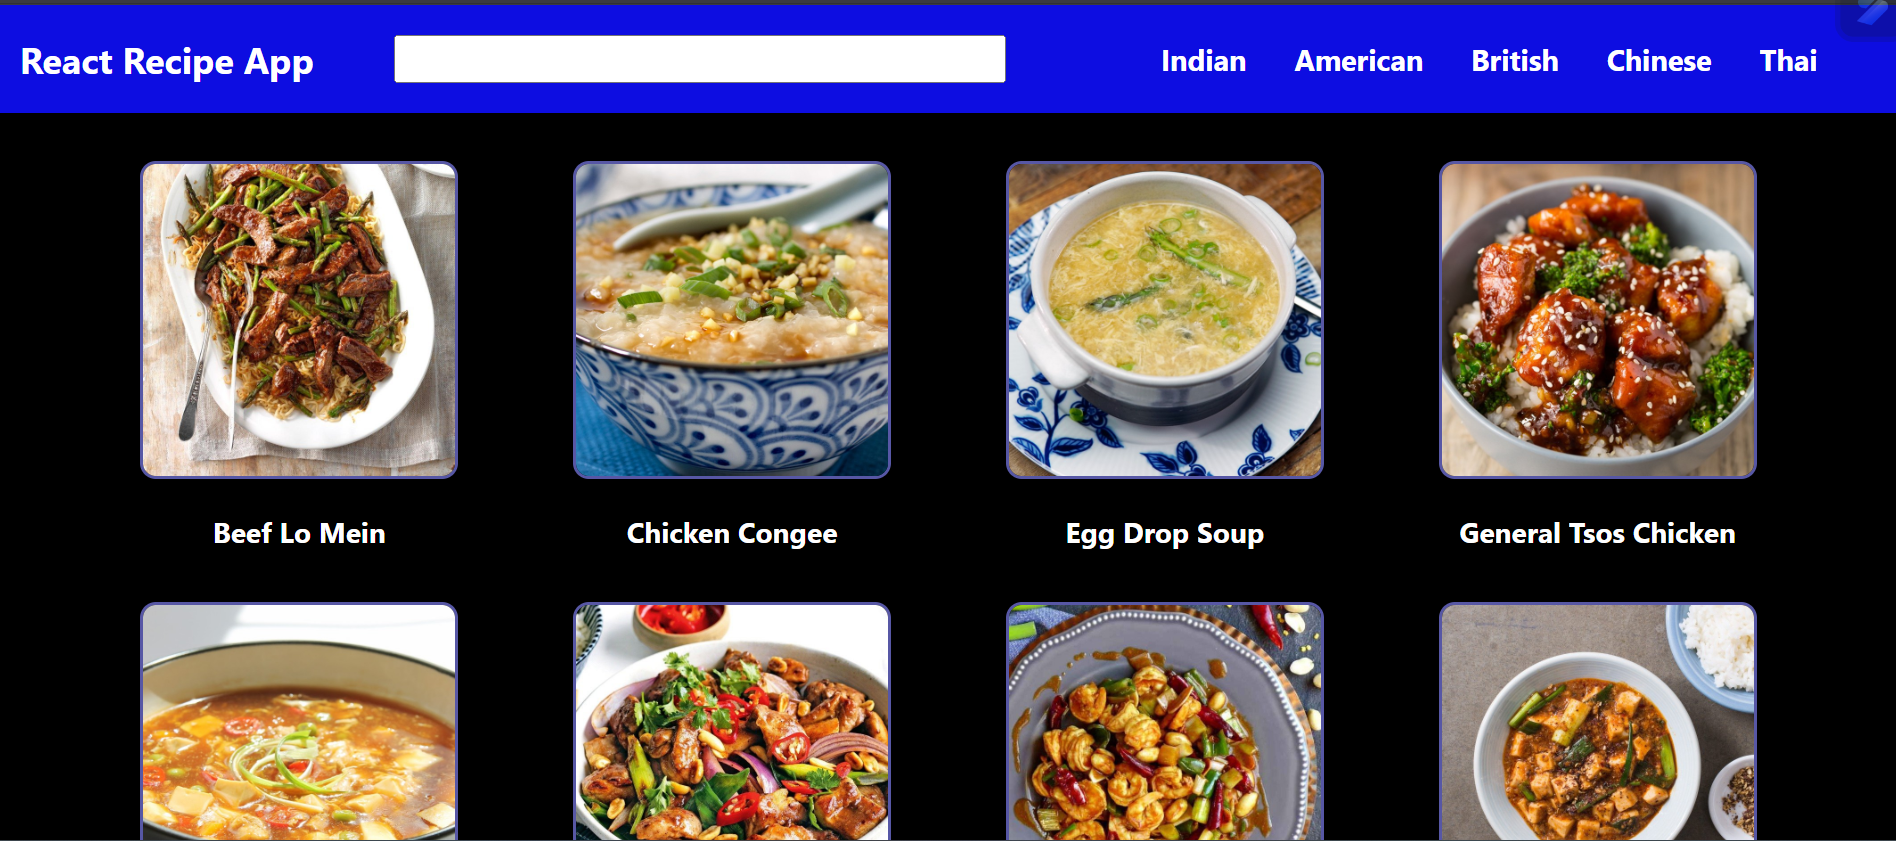 React Recipe App
Indian American British Chinese Thai
Beef Lo Mein
Chicken Congee
Egg Drop Soup
General Tsos Chicken